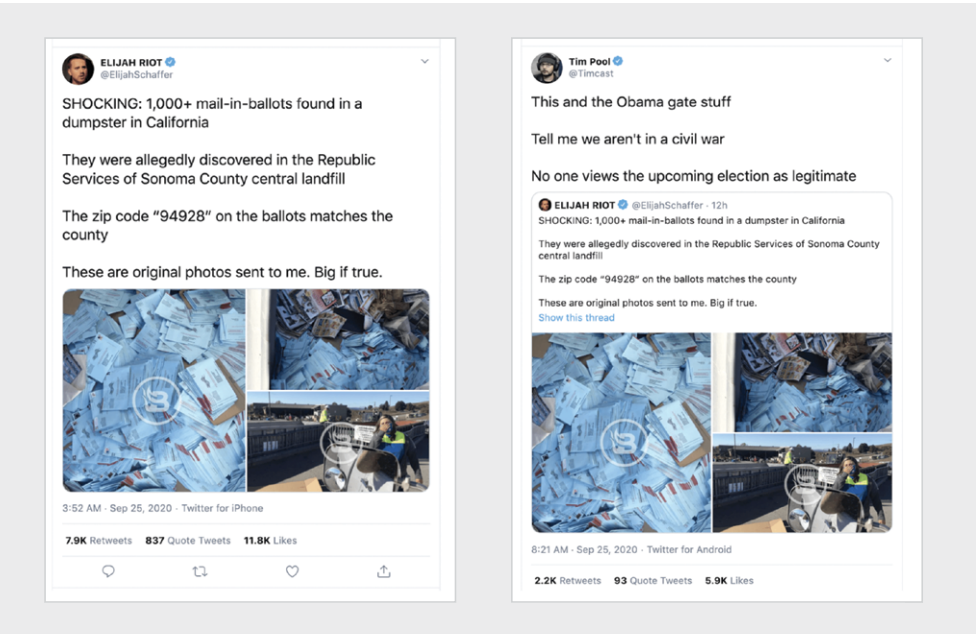 ELIJAH RIOT
@ElijahSchaffer
SHOCKING: 1,000+ mail-in-ballots found in a
dumpster in California
They were allegedly discovered in the Republic
Services of Sonoma County central landfill
The zip code “94928” on the ballots matches the
county
These are original photos sent to me. Big if true.
3:52 AM · Sep 25, 2020 · Twitter for iPhone
7.9K Retweets 837 Quote Tweets 11.8K Likes
Tim Pool
@Timcast
This and the Obama gate stuff
Tell me we aren't in a civil war
No one views the upcoming election as legitimate
ELIJAH RIOT @ElijahSchaffer · 12h
SHOCKING: 1,000+ mail-in-ballots found in a dumpster in California
They were allegedly discovered in the Republic Services of Sonoma County
central landfill
The zip code “94928” on the ballots matches the county
These are original photos sent to me. Big if true.
Show this thread
8:21 AM · Sep 25, 2020 · Twitter for Android
2.2K Retweets 93 Quote Tweets 5.9K Likes